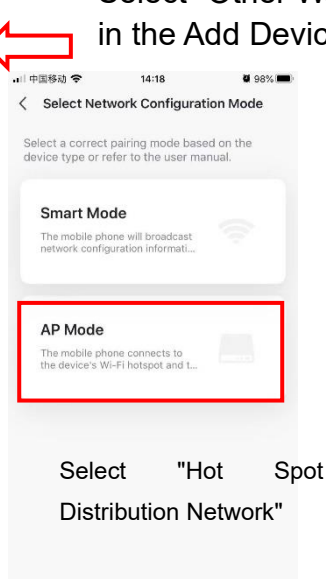 in the Add Devic
中国移动 14:18 98%
Select Network Configuration Mode
Select a correct pairing mode based on the
device type or refer to the user manual.
Smart Mode
The mobile phone will broadcast
network configuration informati...
AP Mode
The mobile phone connects to
the device's Wi-Fi hotspot and t...
Select "Hot Spot
Distribution Network"